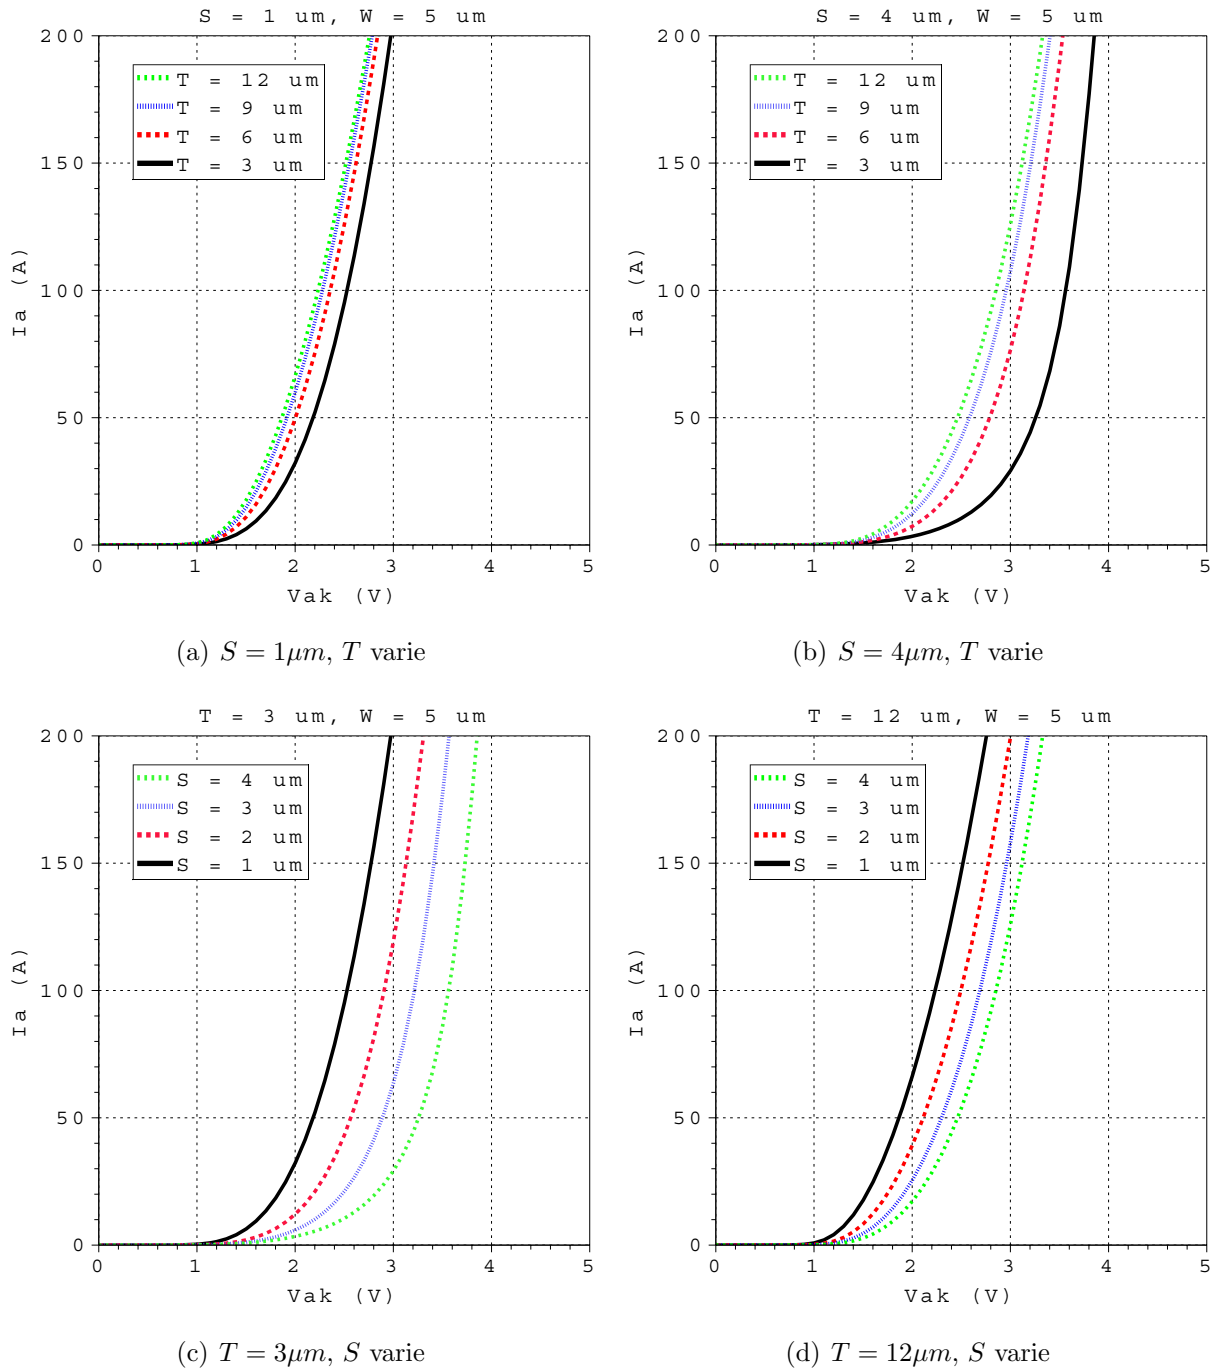 S = 1 um, W = 5 um
200
150
100
50
0
Ia (A)
T = 12 um
T = 9 um
T = 6 um
T = 3 um
0 1 2 3 4 5
Vak (V)
(a) S = 1μm, T varie
S = 4 um, W = 5 um
200
150
100
50
0
Ia (A)
T = 12 um
T = 9 um
T = 6 um
T = 3 um
0 1 2 3 4 5
Vak (V)
(b) S = 4μm, T varie
T = 3 um, W = 5 um
200
150
100
50
0
Ia (A)
S = 4 um
S = 3 um
S = 2 um
S = 1 um
0 1 2 3 4 5
Vak (V)
(c) T = 3μm, S varie
T = 12 um, W = 5 um
200
150
100
50
0
Ia (A)
S = 4 um
S = 3 um
S = 2 um
S = 1 um
0 1 2 3 4 5
Vak (V)
(d) T = 12μm, S varie